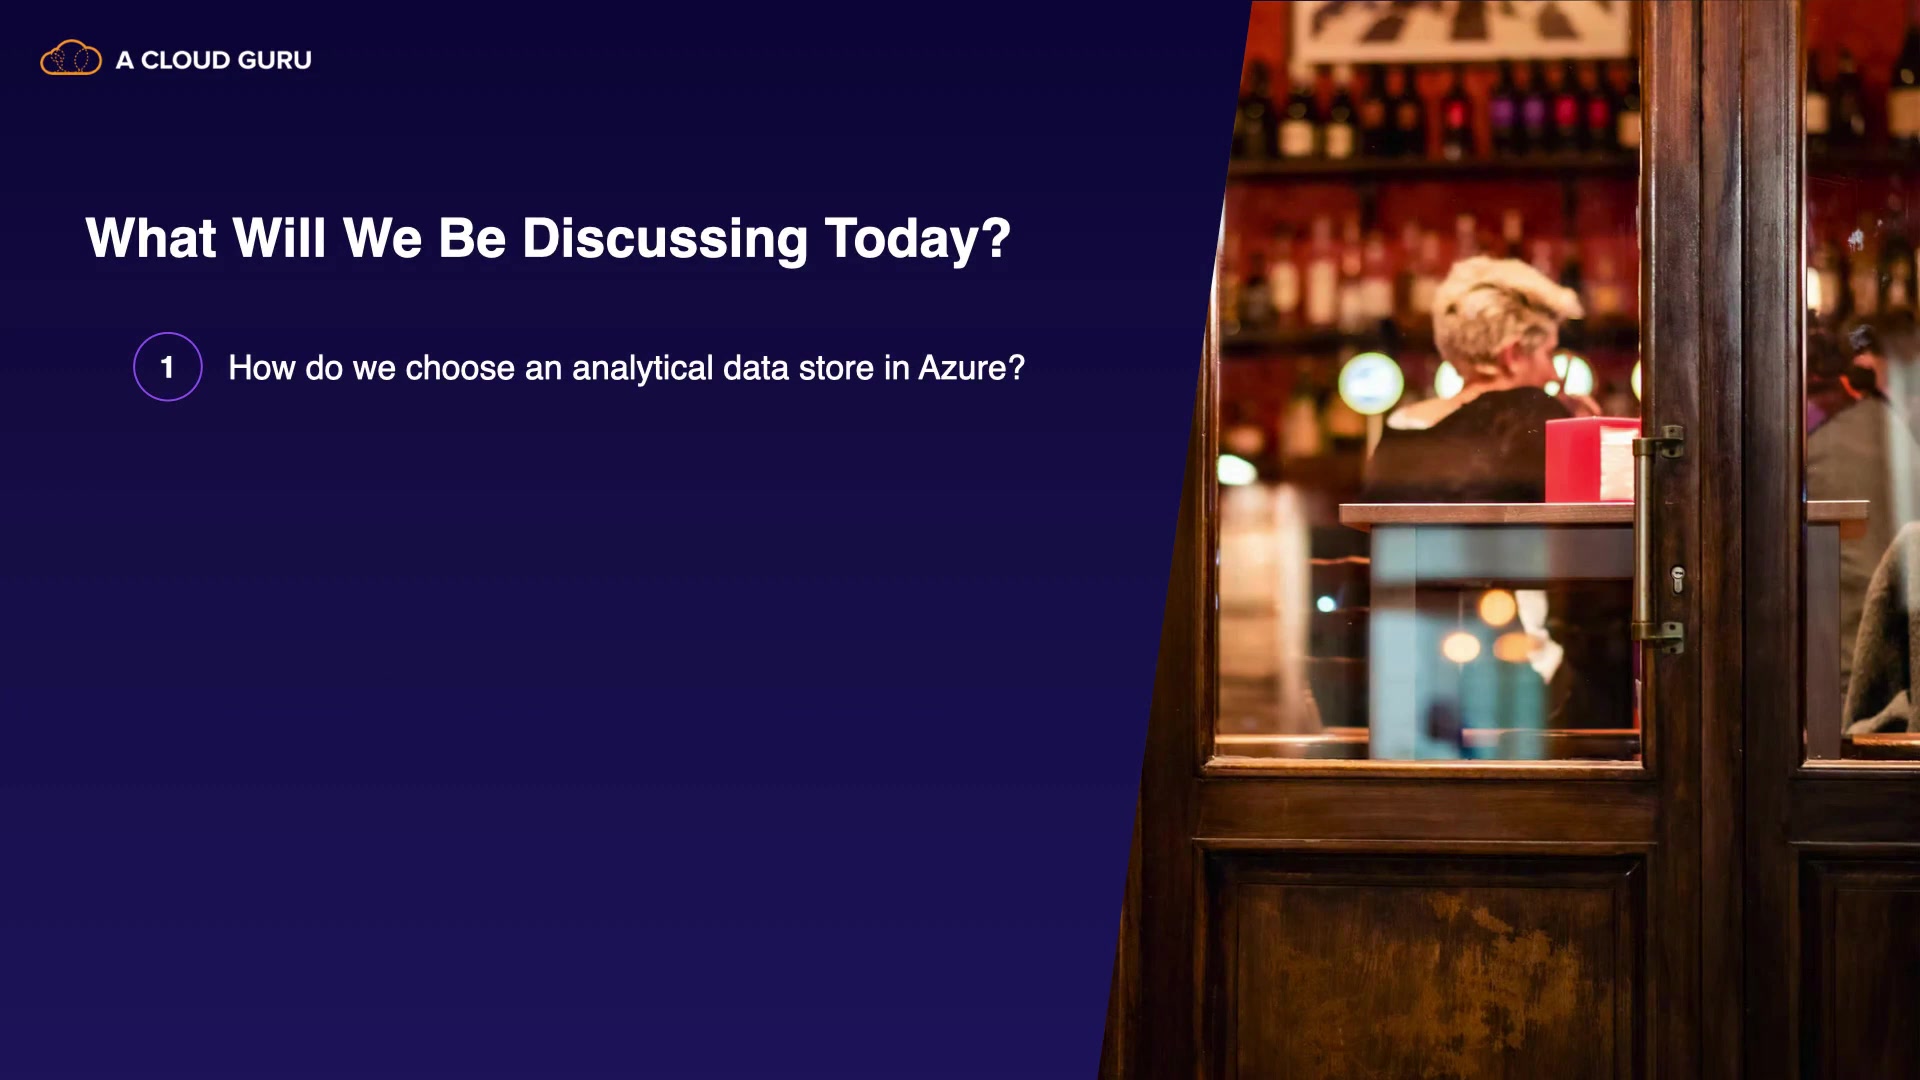 A CLOUD GURU
What Will We Be Discussing Today?
1 How do we choose an analytical data store in Azure?